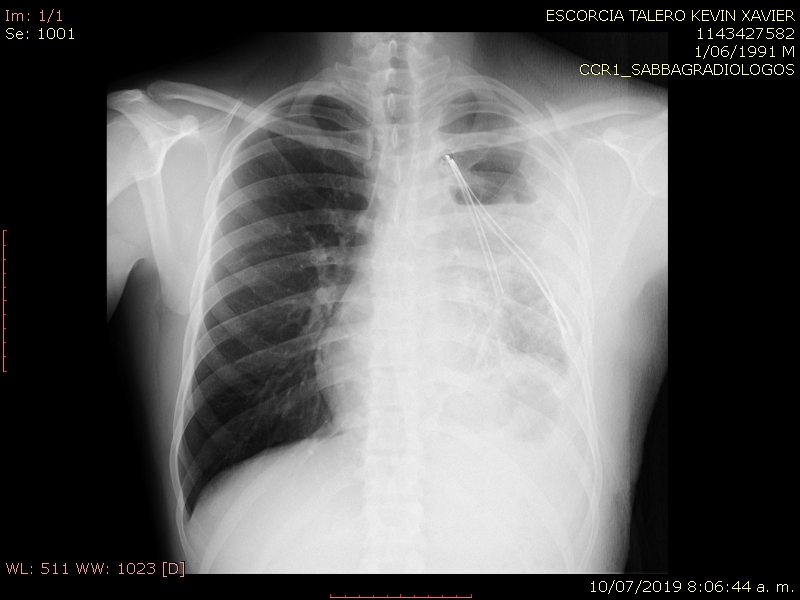 Im: 1/1
Se: 1001
ESCORCIA TALERO KEVIN XAVIER
1143427582
1/06/1991 M
CCR1_SABBAGRADIOLOGOS
WL: 511 WW: 1023 [D]
10/07/2019 8:06:44 a. m.